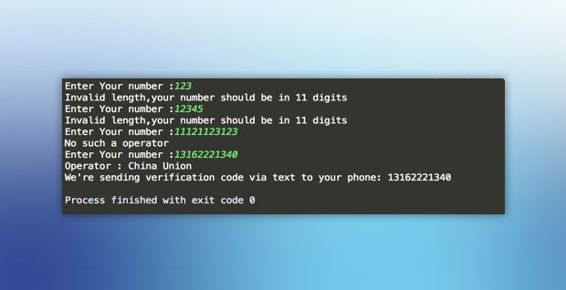 Enter Your number :123
Invalid length,your number should be in 11 digits
Enter Your number :12345
Invalid length,your number should be in 11 digits
Enter Your number :11121123123
No such a operator
Enter Your number :13162221340
Operator : China Union
We're sending verification code via text to your phone: 13162221340
Process finished with exit code 0